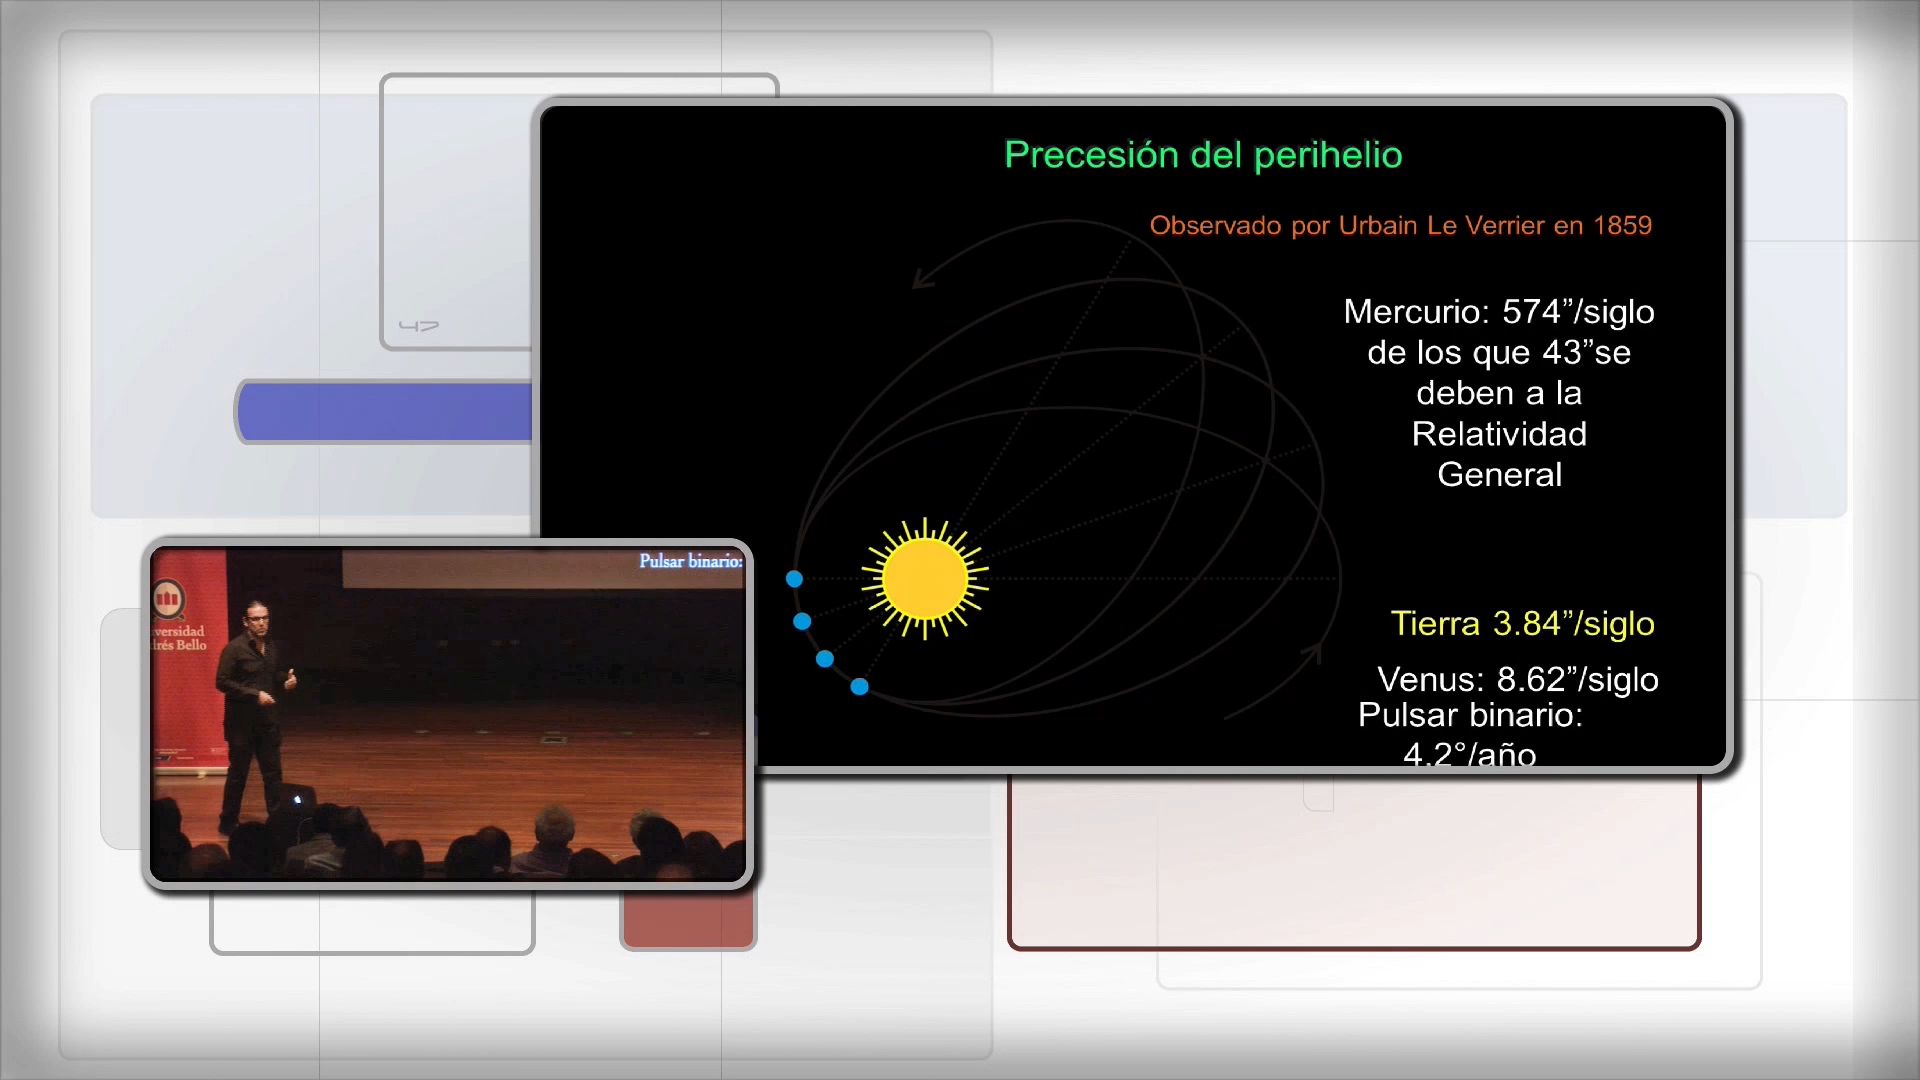 Precesión del perihelio
Observado por Urbain Le Verrier en 1859
Mercurio: 574”/siglo
de los que 43”se
deben a la
Relatividad
General
Tierra 3.84”/siglo
Venus: 8.62”/siglo
Pulsar binario:
4.2°/año
Pulsar binario:
versidad
drés Bello
47